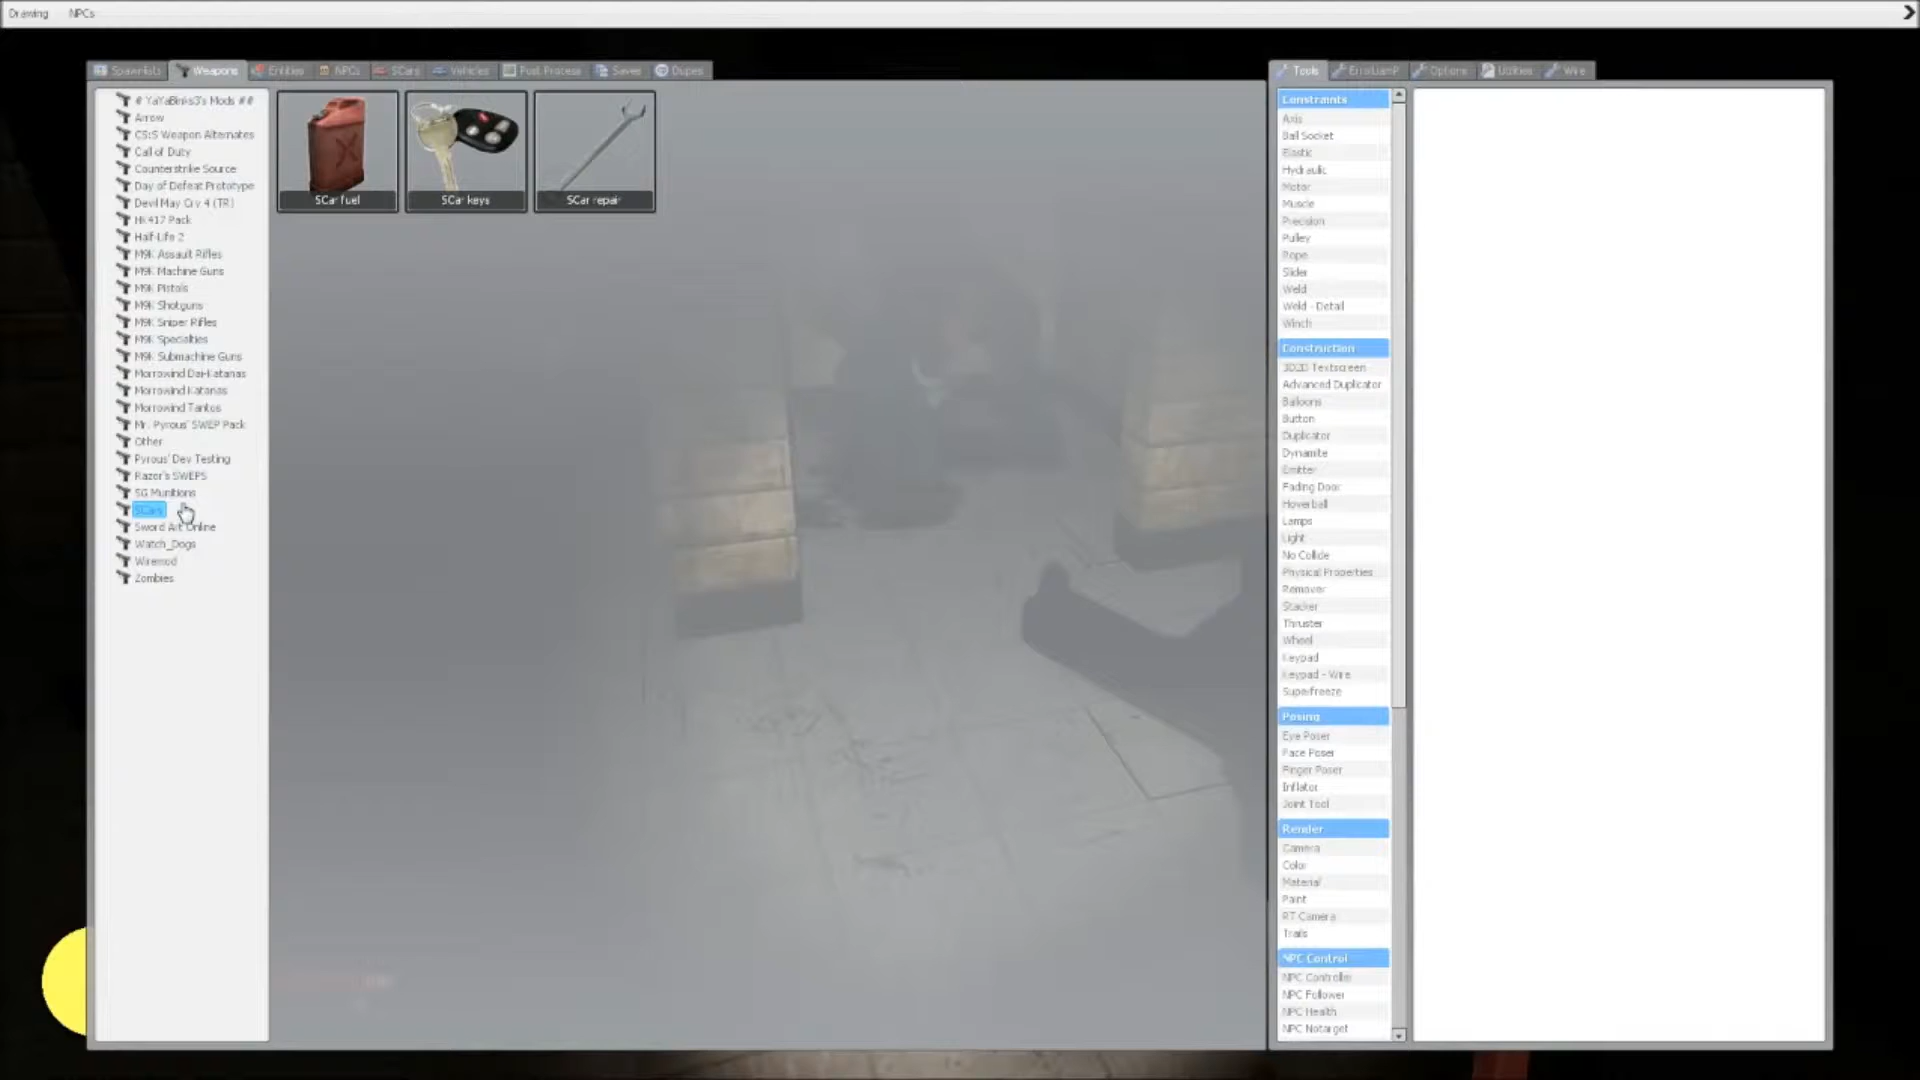 Drawing NPCs
Spawnlists Weapons Entities NPCs SCars Vehicles Post Process Saves Dupes
# YaYaBinks3's Mods ##
Arrow
CS:S Weapon Alternates
Call of Duty
Counterstrike Source
Day of Defeat Prototype
Devil May Cry 4 (TR)
HK417 Pack
Half-Life 2
M9K Assault Rifles
M9K Machine Guns
M9K Pistols
M9K Shotguns
M9K Sniper Rifles
M9K Specialties
M9K Submachine Guns
Morrowind Dai-Katanas
Morrowind Katanas
Morrowind Tantos
Mr. Pyrous' SWEP Pack
Other
Pyrous' Dev Testing
Razor's SWEPS
SG Munitions
SCars
Sword Art Online
Watch_Dogs
Wiremod
Zombies
SCar fuel
SCar keys
SCar repair
Tools Options Utilities Wire
Constraints
Axis
Ball Socket
Elastic
Hydraulic
Motor
Muscle
Precision
Pulley
Rope
Slider
Weld
Weld - Detail
Winch
Construction
3D2D Textscreen
Advanced Duplicator
Balloons
Button
Duplicator
Dynamite
Emitter
Fading Door
Hoverball
Lamps
Light
No Collide
Physical Properties
Remover
Stacker
Thruster
Wheel
Keypad
Keypad - Wire
Superfreeze
Posing
Eye Poser
Face Poser
Finger Poser
Inflator
Joint Tool
Render
Camera
Color
Material
Paint
RT Camera
Trails
NPC Control
NPC Controller
NPC Follower
NPC Health
NPC Notarget